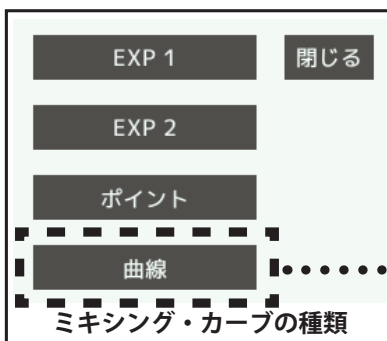 EXP 1
閉じる
EXP 2
ポイント
曲線
ミキシング・カーブの種類